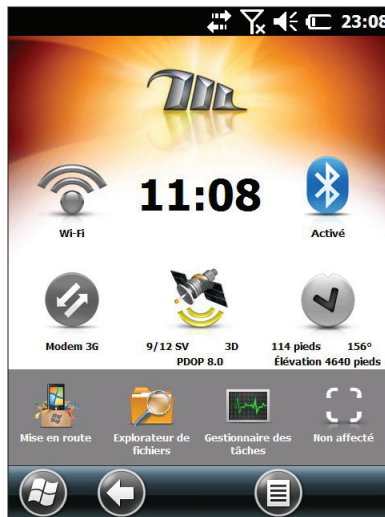 23:08
11:08
Wi-Fi
Activé
Modem 3G
9/12 SV 3D
PDOP 8.0
114 pieds 156°
Élévation 4640 pieds
Mise en route
Explorateur de
fichiers
Gestionnaire des
tâches
Non affecté